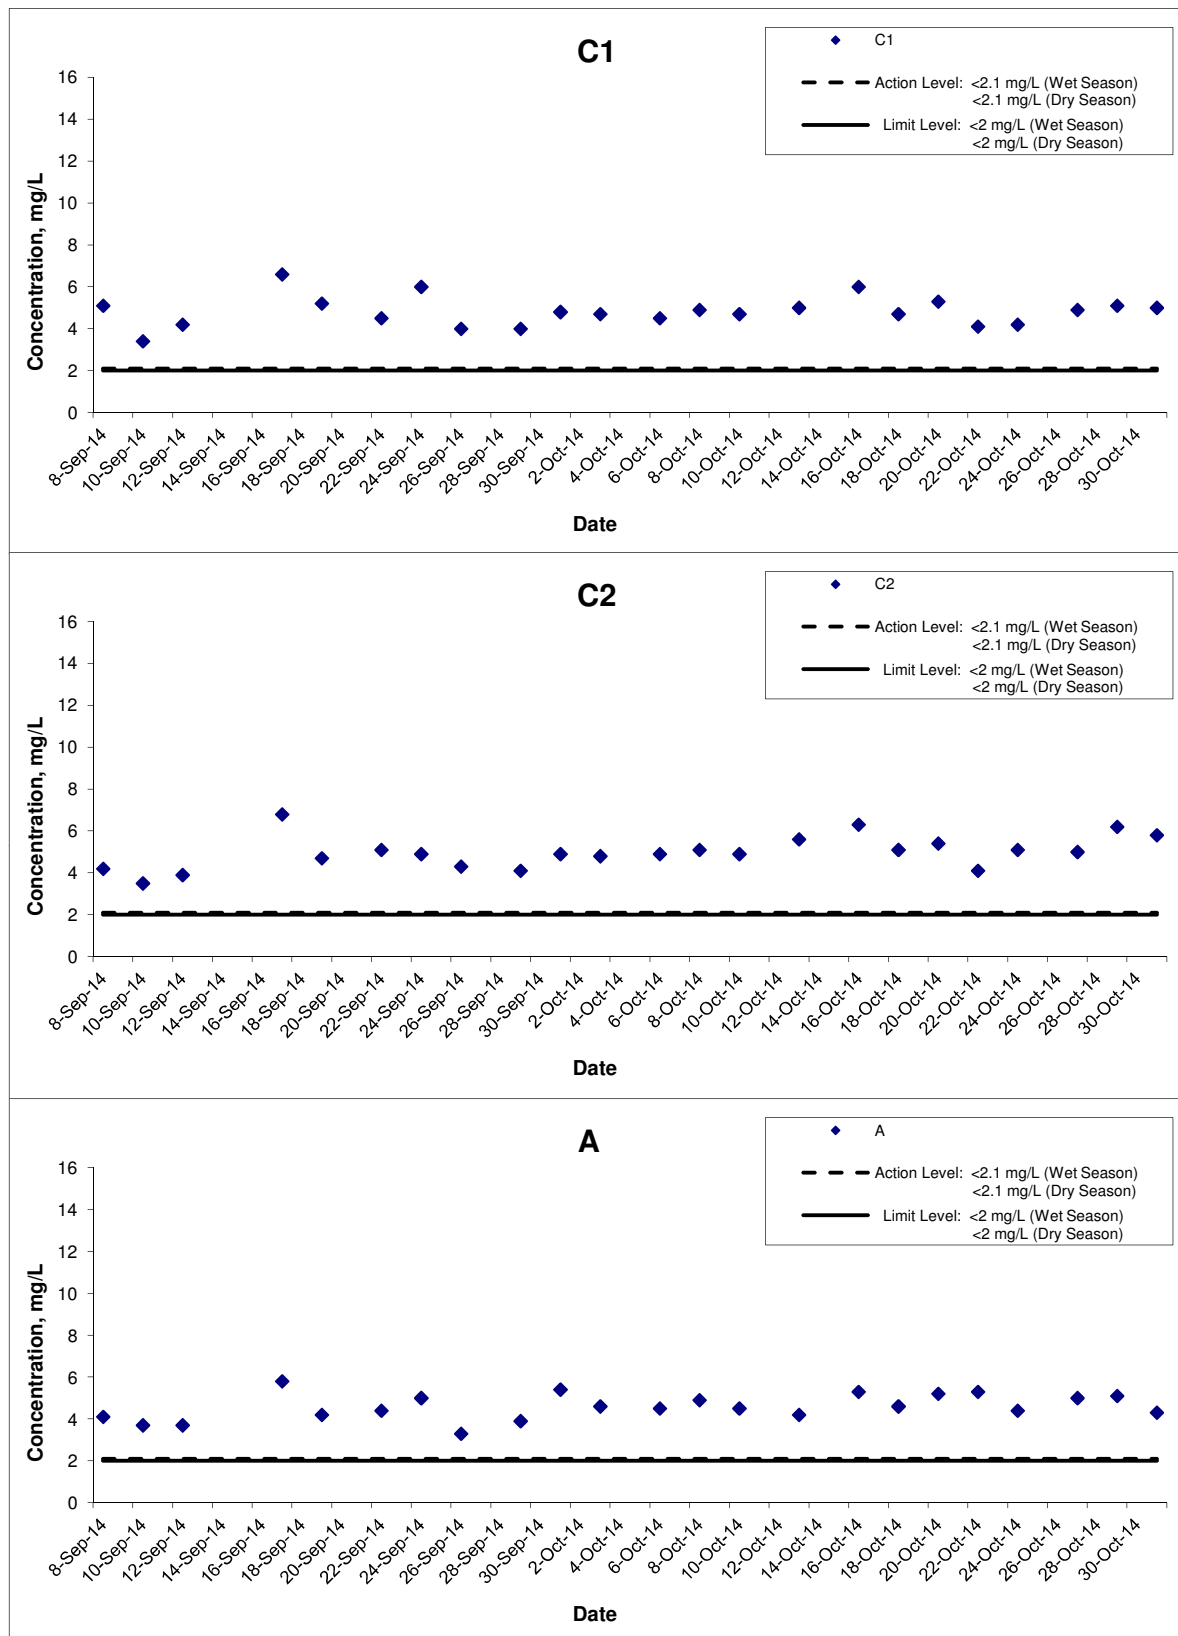 C1
C1
Action Level: <2.1 mg/L (Wet Season)
<2.1 mg/L (Dry Season)
Limit Level: <2 mg/L (Wet Season)
<2 mg/L (Dry Season)
Concentration, mg/L
16
14
12
10
8
6
4
2
0
8-Sep-14
10-Sep-14
12-Sep-14
14-Sep-14
16-Sep-14
18-Sep-14
20-Sep-14
22-Sep-14
24-Sep-14
26-Sep-14
28-Sep-14
30-Sep-14
2-Oct-14
4-Oct-14
6-Oct-14
8-Oct-14
10-Oct-14
12-Oct-14
14-Oct-14
16-Oct-14
18-Oct-14
20-Oct-14
22-Oct-14
24-Oct-14
26-Oct-14
28-Oct-14
30-Oct-14
Date
C2
C2
Action Level: <2.1 mg/L (Wet Season)
<2.1 mg/L (Dry Season)
Limit Level: <2 mg/L (Wet Season)
<2 mg/L (Dry Season)
Concentration, mg/L
16
14
12
10
8
6
4
2
0
8-Sep-14
10-Sep-14
12-Sep-14
14-Sep-14
16-Sep-14
18-Sep-14
20-Sep-14
22-Sep-14
24-Sep-14
26-Sep-14
28-Sep-14
30-Sep-14
2-Oct-14
4-Oct-14
6-Oct-14
8-Oct-14
10-Oct-14
12-Oct-14
14-Oct-14
16-Oct-14
18-Oct-14
20-Oct-14
22-Oct-14
24-Oct-14
26-Oct-14
28-Oct-14
30-Oct-14
Date
A
A
Action Level: <2.1 mg/L (Wet Season)
<2.1 mg/L (Dry Season)
Limit Level: <2 mg/L (Wet Season)
<2 mg/L (Dry Season)
Concentration, mg/L
16
14
12
10
8
6
4
2
0
8-Sep-14
10-Sep-14
12-Sep-14
14-Sep-14
16-Sep-14
18-Sep-14
20-Sep-14
22-Sep-14
24-Sep-14
26-Sep-14
28-Sep-14
30-Sep-14
2-Oct-14
4-Oct-14
6-Oct-14
8-Oct-14
10-Oct-14
12-Oct-14
14-Oct-14
16-Oct-14
18-Oct-14
20-Oct-14
22-Oct-14
24-Oct-14
26-Oct-14
28-Oct-14
30-Oct-14
Date